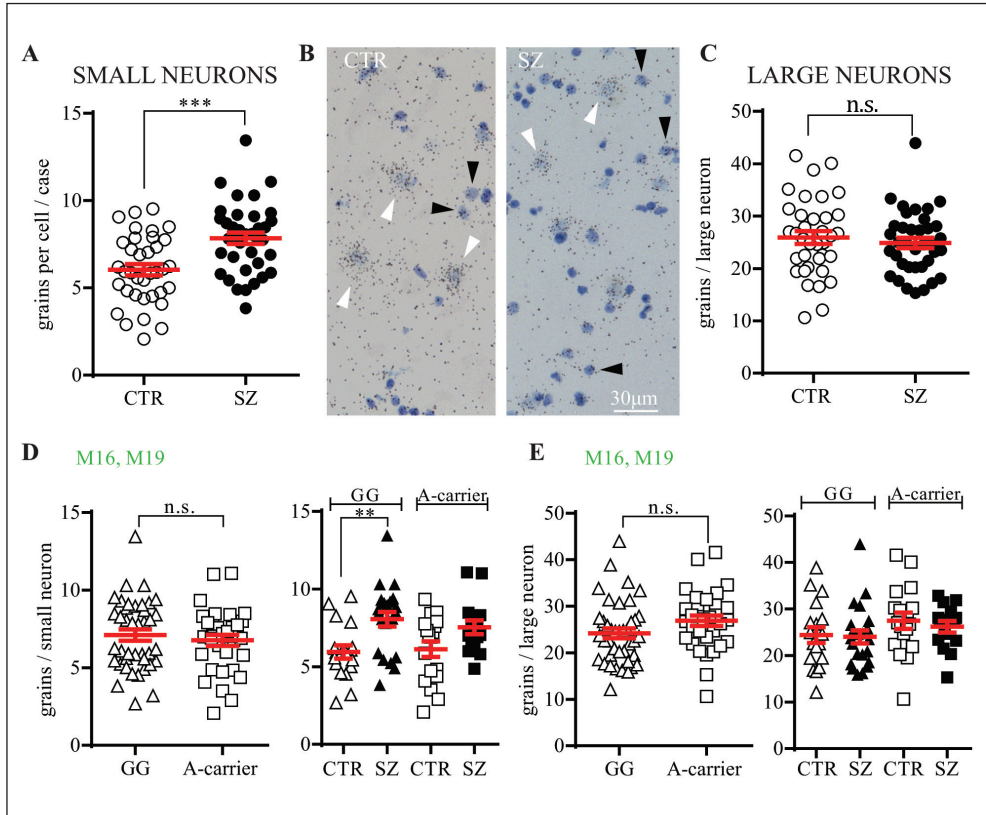 A
SMALL NEURONS
***
grains per cell / case
15
10
5
0
CTR
SZ
B
CTR
SZ
30μm
C
LARGE NEURONS
n.s.
grains / large neuron
50
40
30
20
10
0
CTR
SZ
D
M16, M19
n.s.
grains / small neuron
15
10
5
0
GG
A-carrier
GG
A-carrier
**
15
10
5
0
CTR
SZ
CTR
SZ
E
M16, M19
n.s.
grains / large neuron
50
40
30
20
10
0
GG
A-carrier
GG
A-carrier
50
40
30
20
10
0
CTR
SZ
CTR
SZ